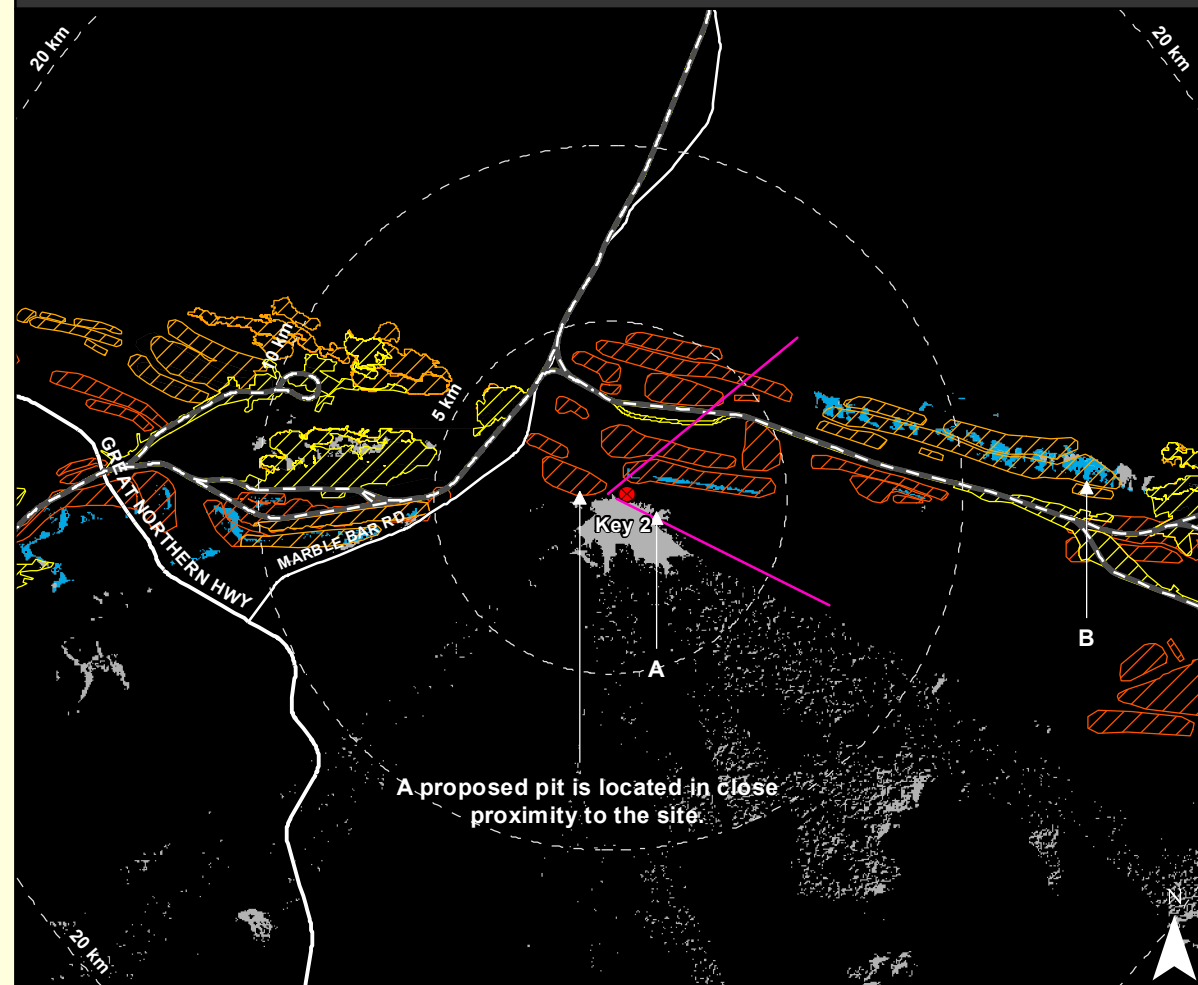 20 km
20 km
10 km
5 km
GREAT NORTHERN HWY
MARBLE BAR RD
Key 2
A
B
A proposed pit is located in close
proximity to the site.
20 km
N